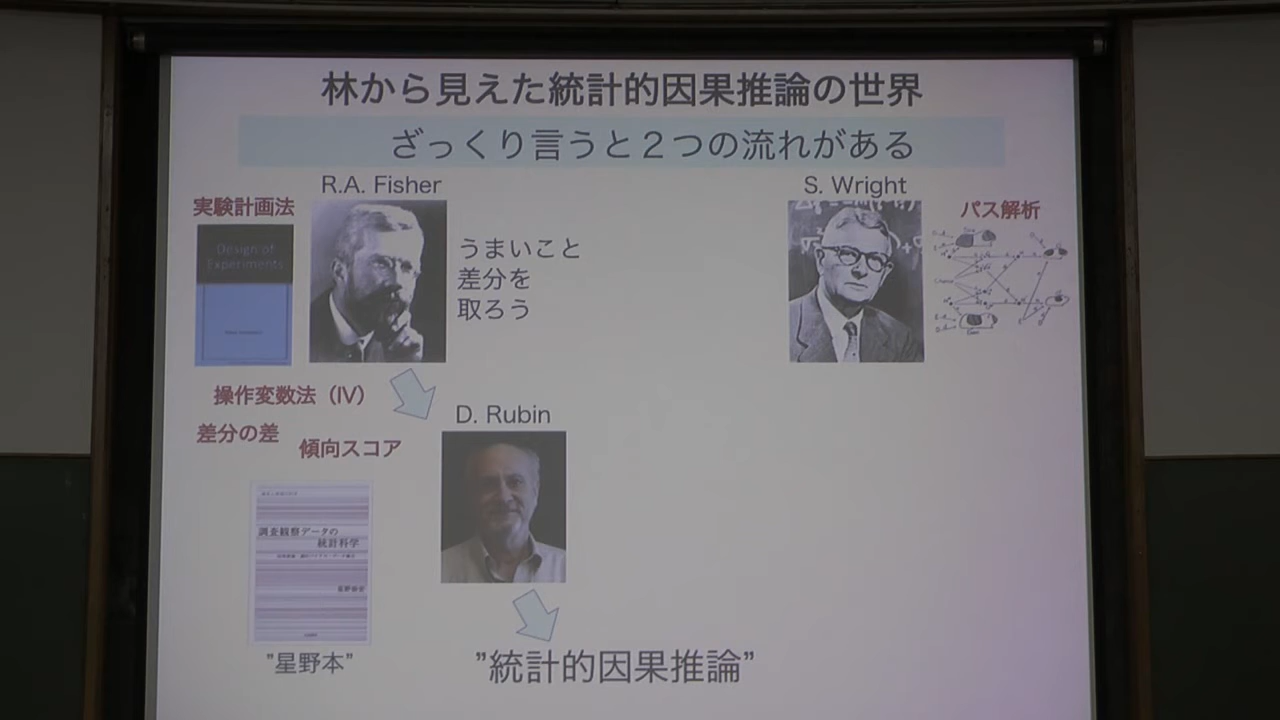 林から見えた統計的因果推論の世界
ざっくり言うと２つの流れがある
R.A. Fisher
S. Wright
実験計画法
パス解析
Design of
Experiments
うまいこと
差分を
取ろう
操作変数法（IV）
差分の差
傾向スコア
D. Rubin
調査観察データの
統計科学
星野崇宏
"星野本"
"統計的因果推論"